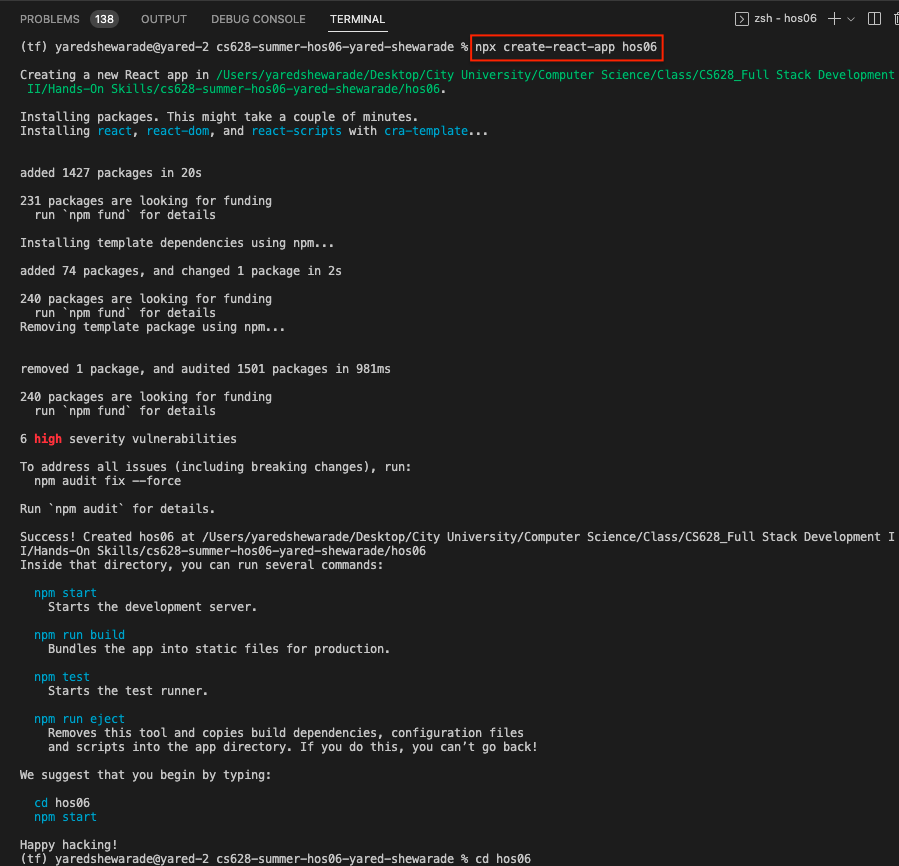 PROBLEMS 138 OUTPUT DEBUG CONSOLE TERMINAL zsh - hos06
(tf) yaredshewarade@yared-2 cs628-summer-hos06-yared-shewarade % npx create-react-app hos06
Creating a new React app in /Users/yaredshewarade/Desktop/City University/Computer Science/Class/CS628_Full Stack Development
II/Hands-On Skills/cs628-summer-hos06-yared-shewarade/hos06.
Installing packages. This might take a couple of minutes.
Installing react, react-dom, and react-scripts with cra-template...
added 1427 packages in 20s
231 packages are looking for funding
run `npm fund` for details
Installing template dependencies using npm...
added 74 packages, and changed 1 package in 2s
240 packages are looking for funding
run `npm fund` for details
Removing template package using npm...
removed 1 package, and audited 1501 packages in 981ms
240 packages are looking for funding
run `npm fund` for details
6 high severity vulnerabilities
To address all issues (including breaking changes), run:
npm audit fix --force
Run `npm audit` for details.
Success! Created hos06 at /Users/yaredshewarade/Desktop/City University/Computer Science/Class/CS628_Full Stack Development I
I/Hands-On Skills/cs628-summer-hos06-yared-shewarade/hos06
Inside that directory, you can run several commands:
npm start
Starts the development server.
npm run build
Bundles the app into static files for production.
npm test
Starts the test runner.
npm run eject
Removes this tool and copies build dependencies, configuration files
and scripts into the app directory. If you do this, you can’t go back!
We suggest that you begin by typing:
cd hos06
npm start
Happy hacking!
(tf) yaredshewarade@yared-2 cs628-summer-hos06-yared-shewarade % cd hos06